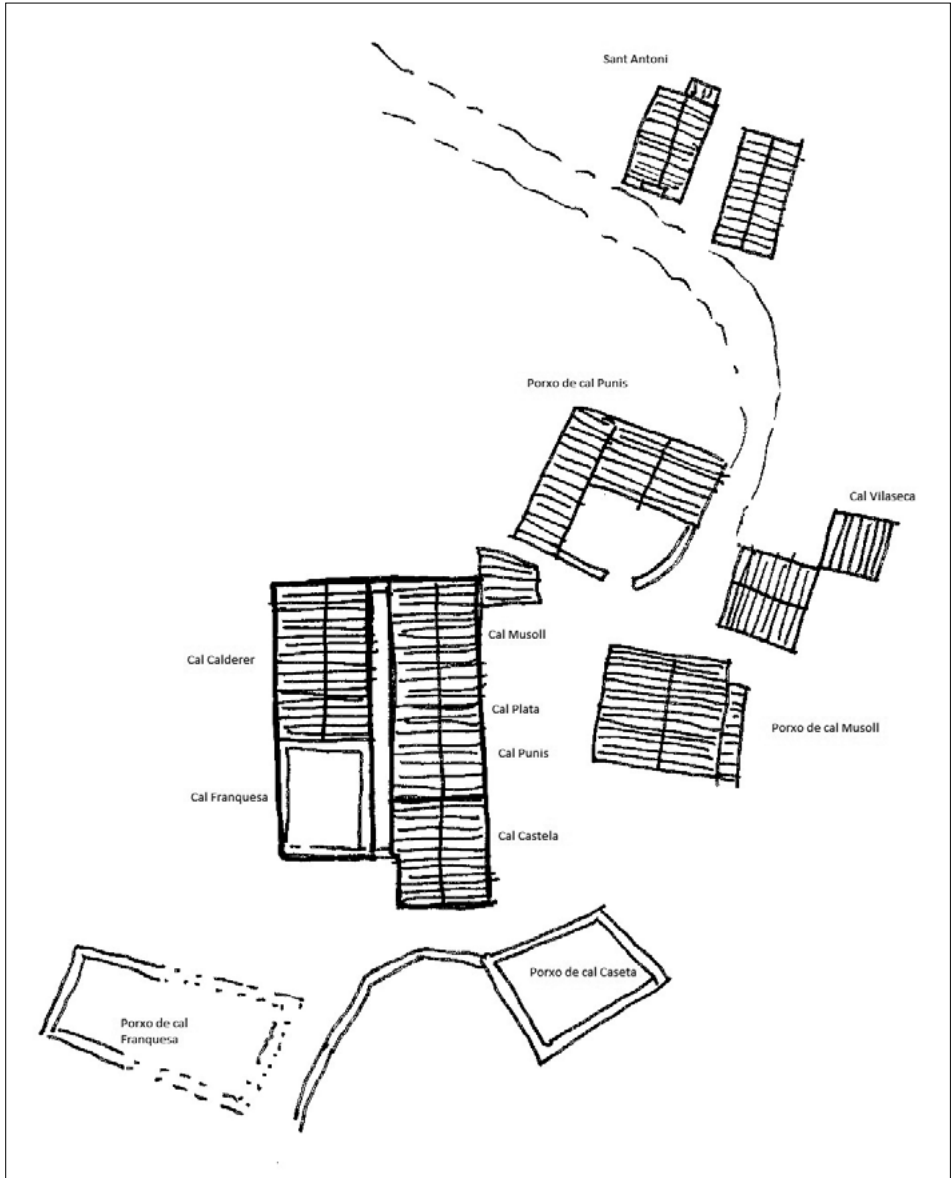 Sant Antoni
Porxo de cal Punis
Cal Vilaseca
Cal Musoll
Cal Calderer
Cal Plata
Porxo de cal Musoll
Cal Punis
Cal Franquesa
Cal Castela
Porxo de cal Caseta
Porxo de cal
Franquesa